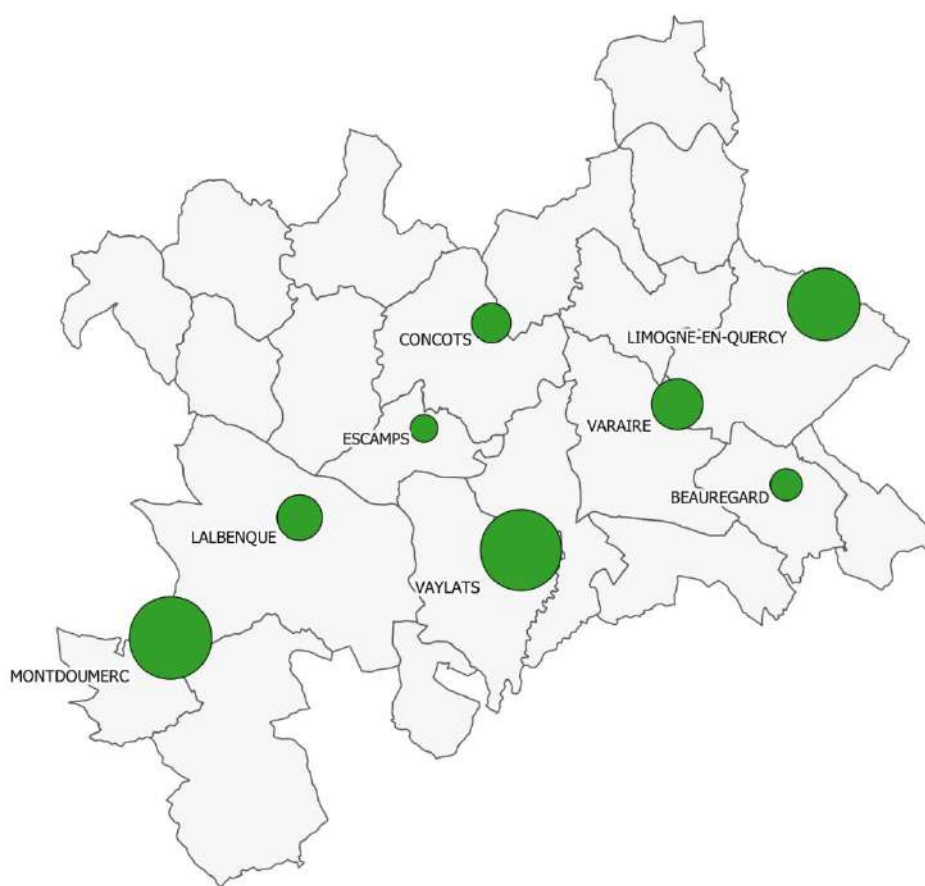 LIMOGNE-EN-QUERCY
CONCOTS
VARAIRE
ESCAMPS
BEAUREGARD
LALBENQUE
VAYLATS
MONTDOUMERC